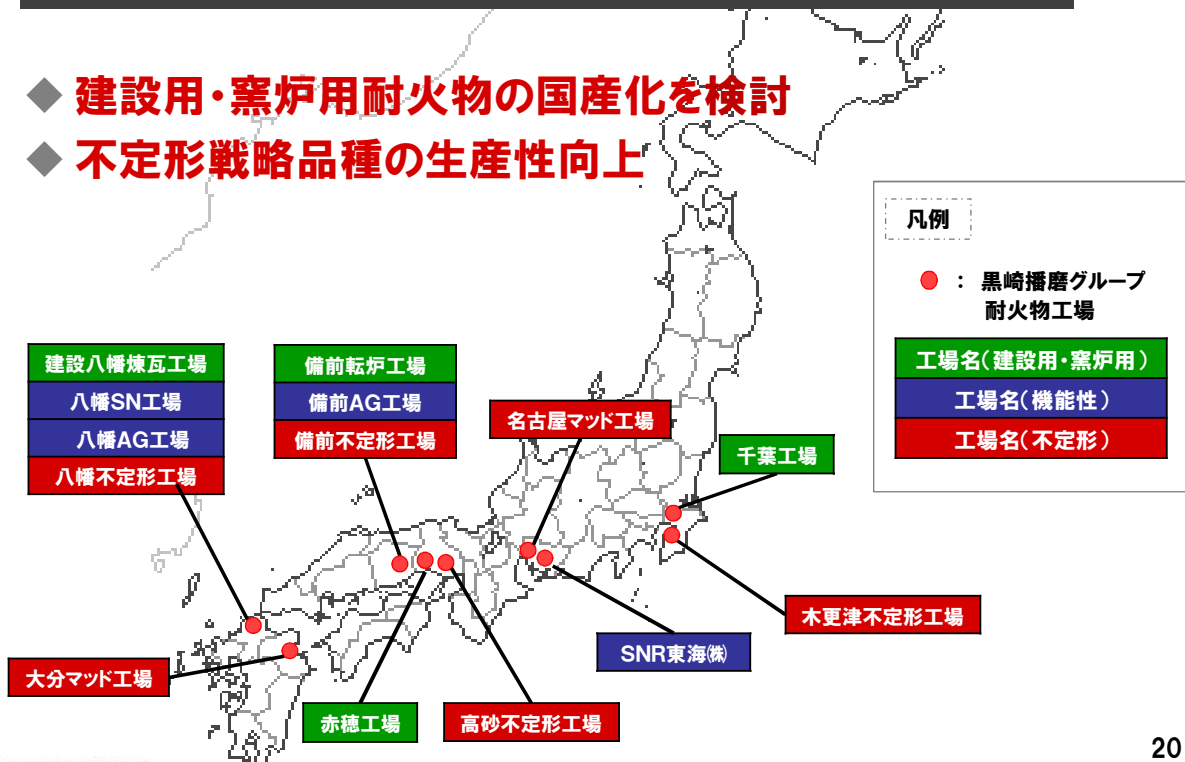 ◆ 建設用・窯炉用耐火物の国産化を検討
◆ 不定形戦略品種の生産性向上
凡例
： 黒崎播磨グループ
耐火物工場
工場名(建設用・窯炉用)
工場名(機能性)
工場名(不定形)
建設八幡煉瓦工場
八幡SN工場
八幡AG工場
八幡不定形工場
備前転炉工場
備前AG工場
備前不定形工場
名古屋マッド工場
千葉工場
木更津不定形工場
SNR東海㈱
大分マッド工場
赤穂工場
高砂不定形工場
20